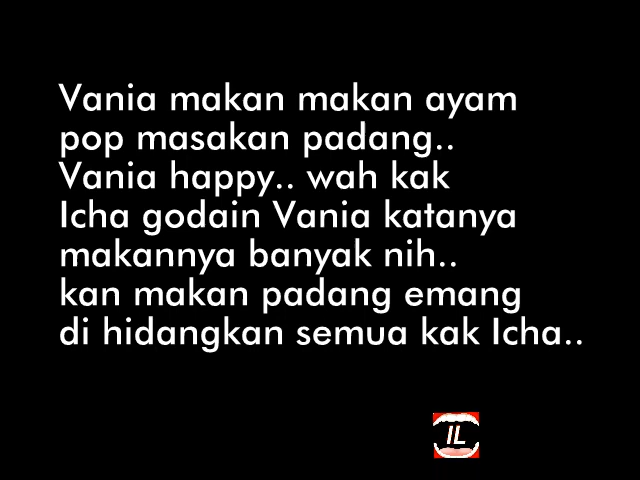 Vania makan makan ayam
pop masakan padang..
Vania happy.. wah kak
Icha godain Vania katanya
makannya banyak nih..
kan makan padang emang
di hidangkan semua kak Icha..
IL